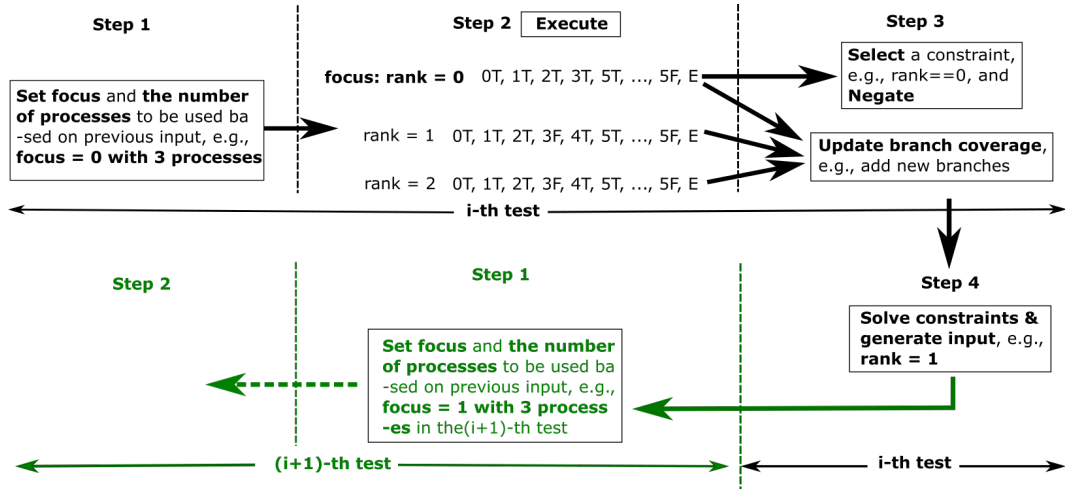 Step 1
Step 2 Execute
Step 3
Set focus and the number
of processes to be used ba
-sed on previous input, e.g.,
focus = 0 with 3 processes
focus: rank = 0 0T, 1T, 2T, 3T, 5T, ..., 5F, E
rank = 1 0T, 1T, 2T, 3F, 4T, 5T, ..., 5F, E
rank = 2 0T, 1T, 2T, 3F, 4T, 5T, ..., 5F, E
Select a constraint,
e.g., rank==0, and
Negate
Update branch coverage,
e.g., add new branches
i-th test
Step 2
Step 1
Step 4
Solve constraints &
generate input, e.g.,
rank = 1
Set focus and the number
of processes to be used ba
-sed on previous input, e.g.,
focus = 1 with 3 process
-es in the(i+1)-th test
(i+1)-th test
i-th test